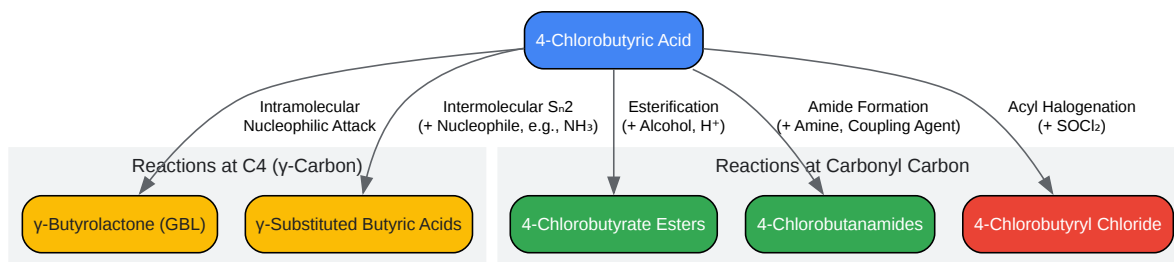 4-Chlorobutyric Acid
Intramolecular
Nucleophilic Attack
Intermolecular Sₙ2
(+ Nucleophile, e.g., NH₃)
Esterification
(+ Alcohol, H⁺)
Amide Formation
(+ Amine, Coupling Agent)
Acyl Halogenation
(+ SOCl₂)
Reactions at C4 (γ-Carbon)
Reactions at Carbonyl Carbon
γ-Butyrolactone (GBL)
γ-Substituted Butyric Acids
4-Chlorobutyrate Esters
4-Chlorobutanamides
4-Chlorobutyryl Chloride